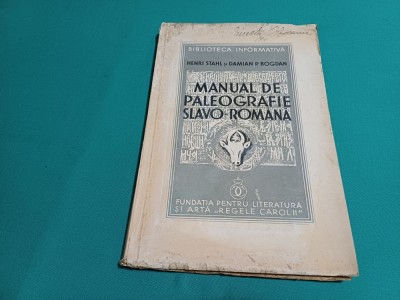 BIBLIOTECA INFORMATIVĂ
HENRI STAHL și DAMIAN P. BOGDAN
MANUAL DE
PALEOGRAFIE
SLAVO-ROMÂNĂ
FUNDAȚIA PENTRU LITERATURĂ
ȘI ARTĂ „REGELE CAROL II”